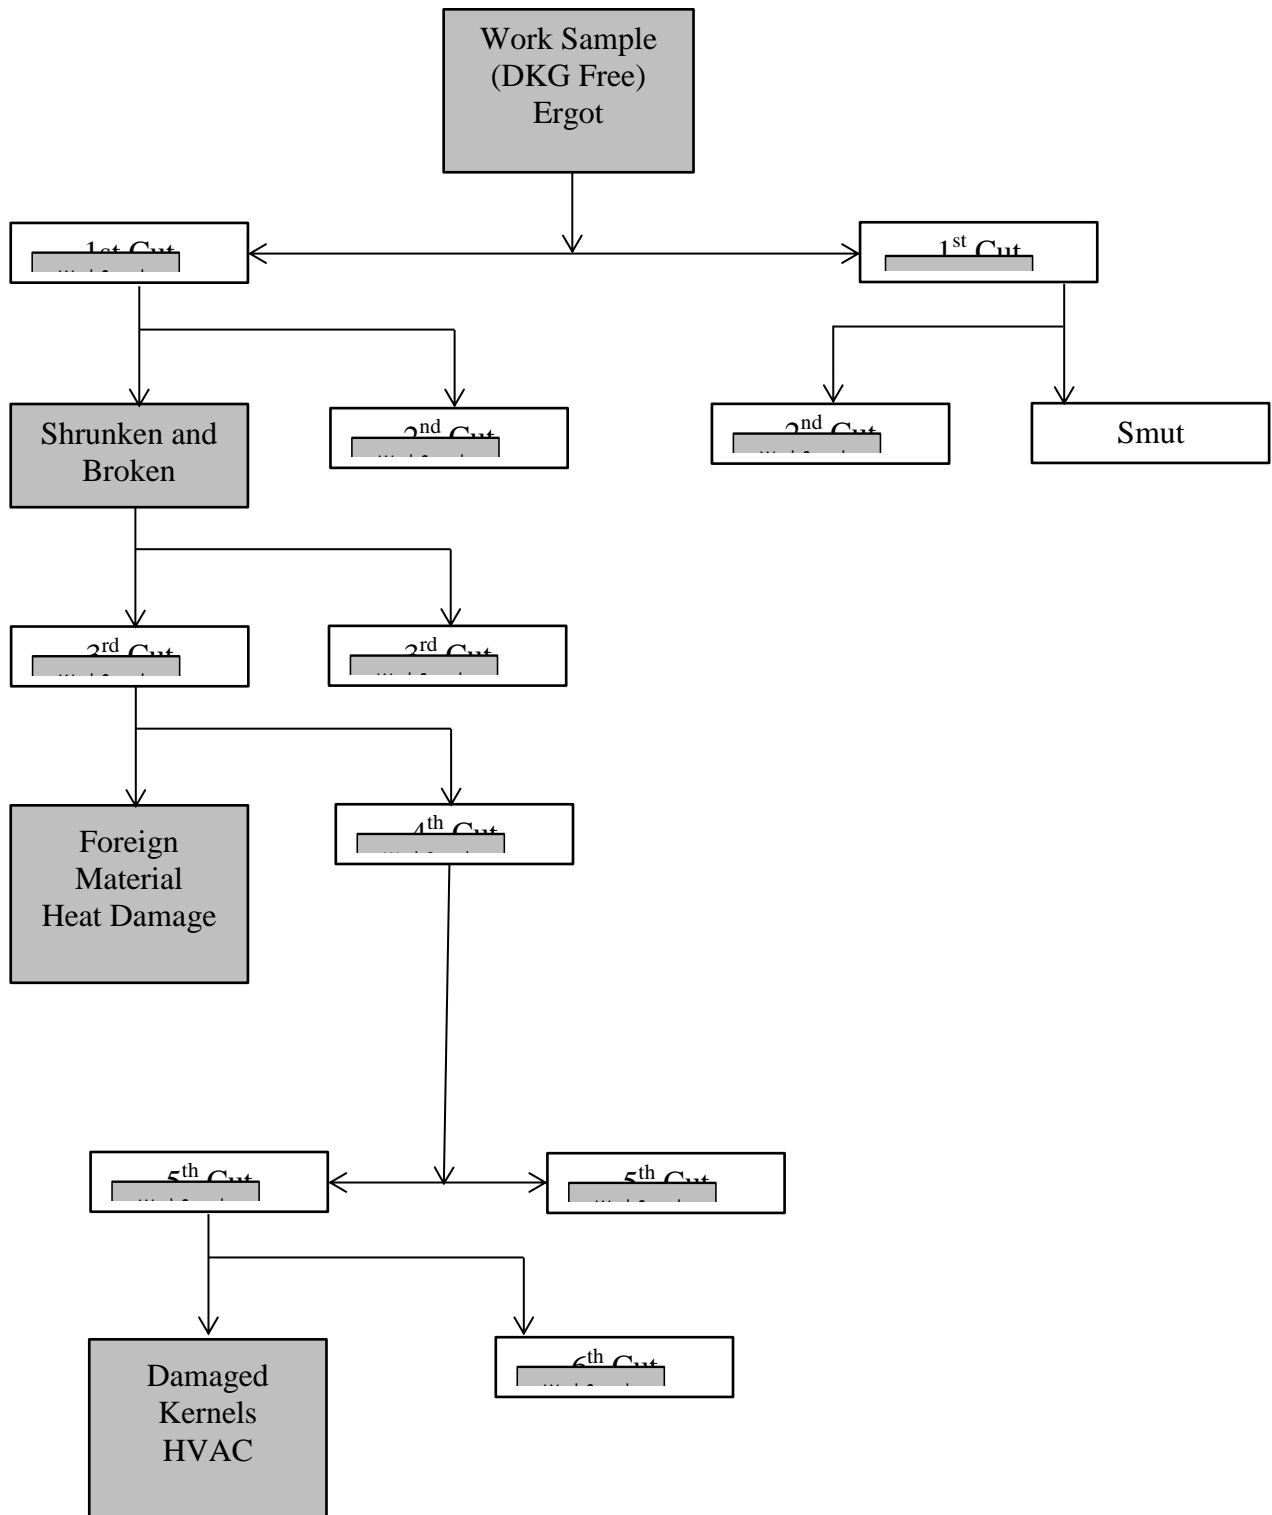 Work Sample
(DKG Free)
Ergot
1st Cut
1st Cut
Shrunken and
Broken
2nd Cut
2nd Cut
Smut
3rd Cut
3rd Cut
Foreign
Material
Heat Damage
4th Cut
5th Cut
5th Cut
Damaged
Kernels
HVAC
6th Cut